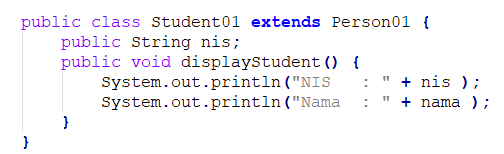 public class Student01 extends Person01 {
    public String nis;
    public void displayStudent() {
        System.out.println("NIS   : " + nis );
        System.out.println("Nama  : " + nama );
    }
}